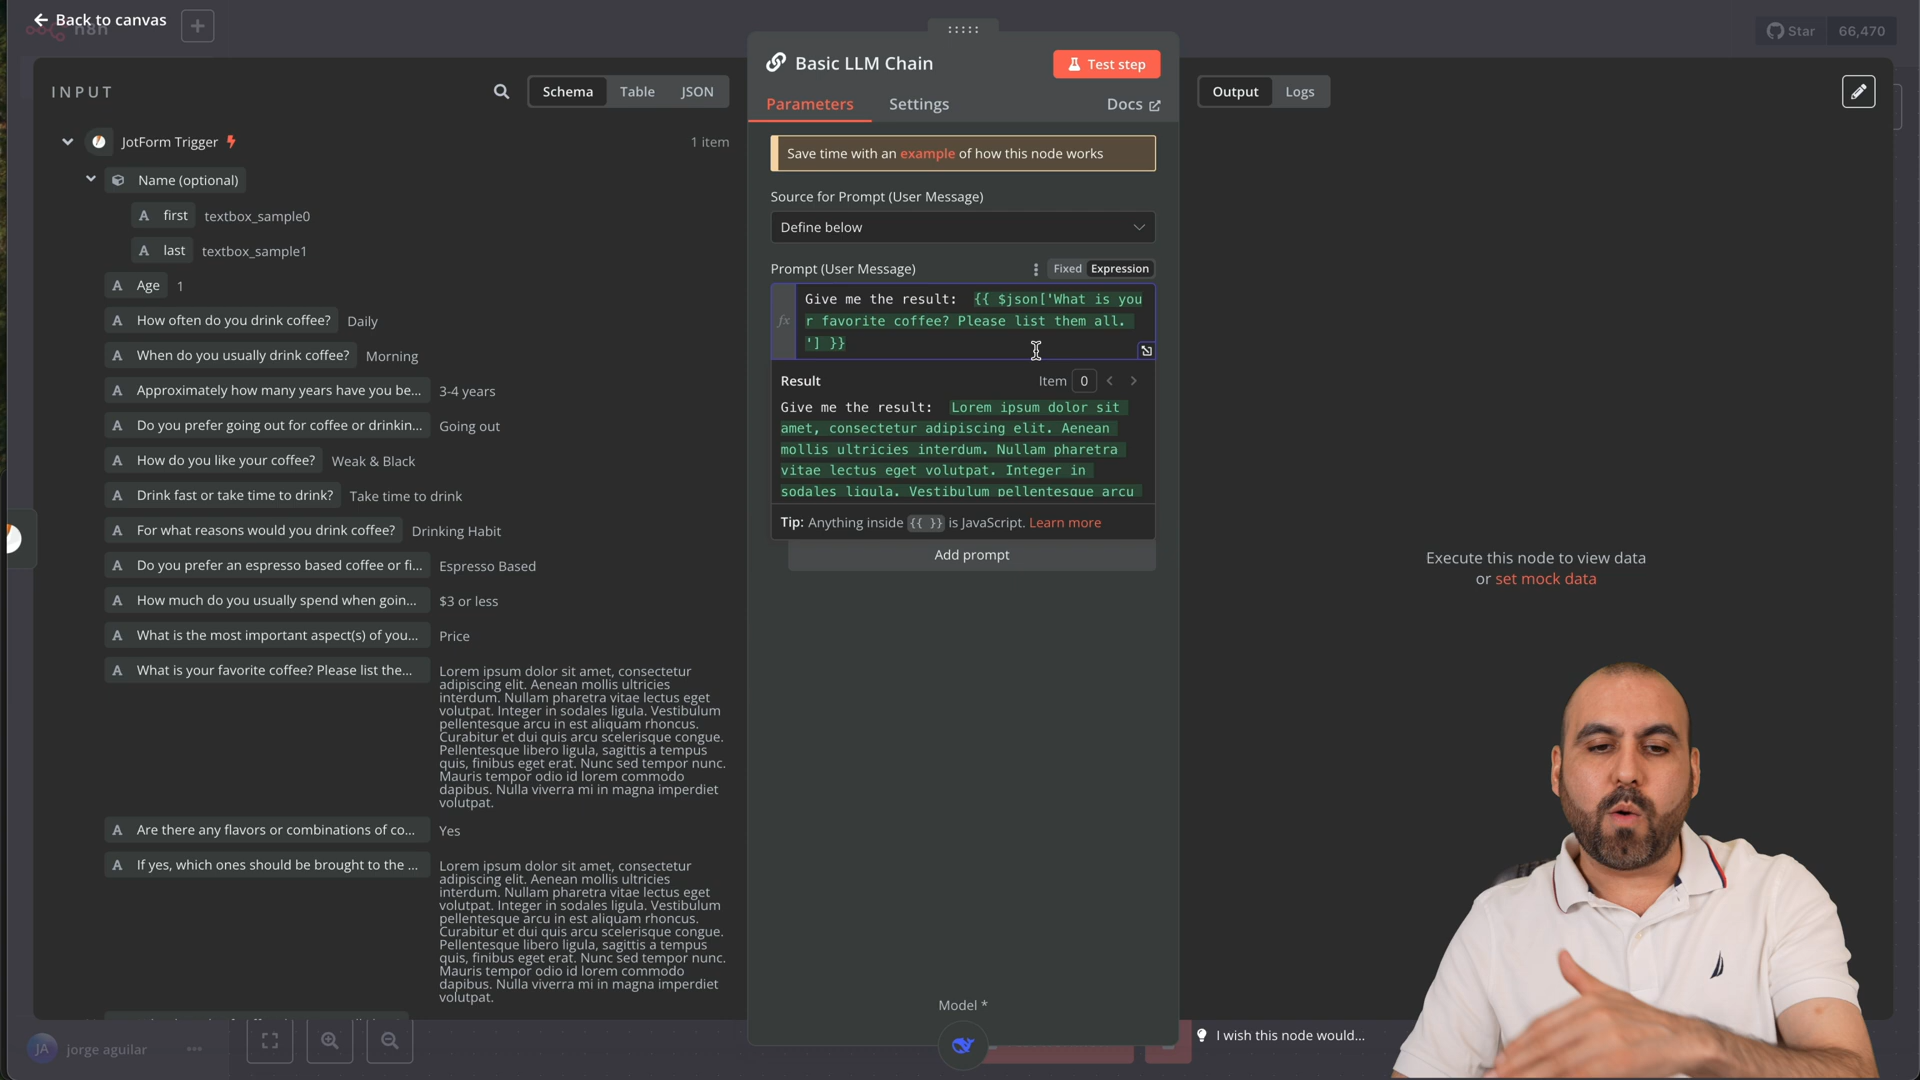 Back to canvas
n8n
Star 66,470
INPUT
Schema Table JSON
JotForm Trigger 1 item
Name (optional)
A first textbox_sample0
A last textbox_sample1
A Age 1
A How often do you drink coffee? Daily
A When do you usually drink coffee? Morning
A Approximately how many years have you be... 3-4 years
A Do you prefer going out for coffee or drinkin... Going out
A How do you like your coffee? Weak & Black
A Drink fast or take time to drink? Take time to drink
A For what reasons would you drink coffee? Drinking Habit
A Do you prefer an espresso based coffee or fi... Espresso Based
A How much do you usually spend when goin... $3 or less
A What is the most important aspect(s) of you... Price
A What is your favorite coffee? Please list the... Lorem ipsum dolor sit amet, consectetur
adipiscing elit. Aenean mollis ultricies
interdum. Nullam pharetra vitae lectus eget
volutpat. Integer in sodales ligula. Vestibulum
pellentesque arcu in est aliquam rhoncus.
Curabitur et dui quis arcu scelerisque congue.
Pellentesque libero ligula, sagittis a tempus
quis, finibus eget erat. Nunc sed tempor nunc.
Mauris tempor odio id lorem commodo
dapibus. Nulla viverra mi in magna imperdiet
volutpat.
A Are there any flavors or combinations of co... Yes
A If yes, which ones should be brought to the ... Lorem ipsum dolor sit amet, consectetur
adipiscing elit. Aenean mollis ultricies
interdum. Nullam pharetra vitae lectus eget
volutpat. Integer in sodales ligula. Vestibulum
pellentesque arcu in est aliquam rhoncus.
Curabitur et dui quis arcu scelerisque congue.
Pellentesque libero ligula, sagittis a tempus
quis, finibus eget erat. Nunc sed tempor nunc.
Mauris tempor odio id lorem commodo
dapibus. Nulla viverra mi in magna imperdiet
volutpat.
JA jorge aguilar
Basic LLM Chain
Test step
Parameters Settings Docs
Save time with an example of how this node works
Source for Prompt (User Message)
Define below
Prompt (User Message) Fixed Expression
fx
Give me the result: {{ $json['What is you
r favorite coffee? Please list them all.
'] }}
Result Item 0
Give me the result: Lorem ipsum dolor sit
amet, consectetur adipiscing elit. Aenean
mollis ultricies interdum. Nullam pharetra
vitae lectus eget volutpat. Integer in
sodales ligula. Vestibulum pellentesque arcu
Tip: Anything inside {{ }} is JavaScript. Learn more
Add prompt
Model *
Output Logs
Execute this node to view data
or set mock data
I wish this node would...